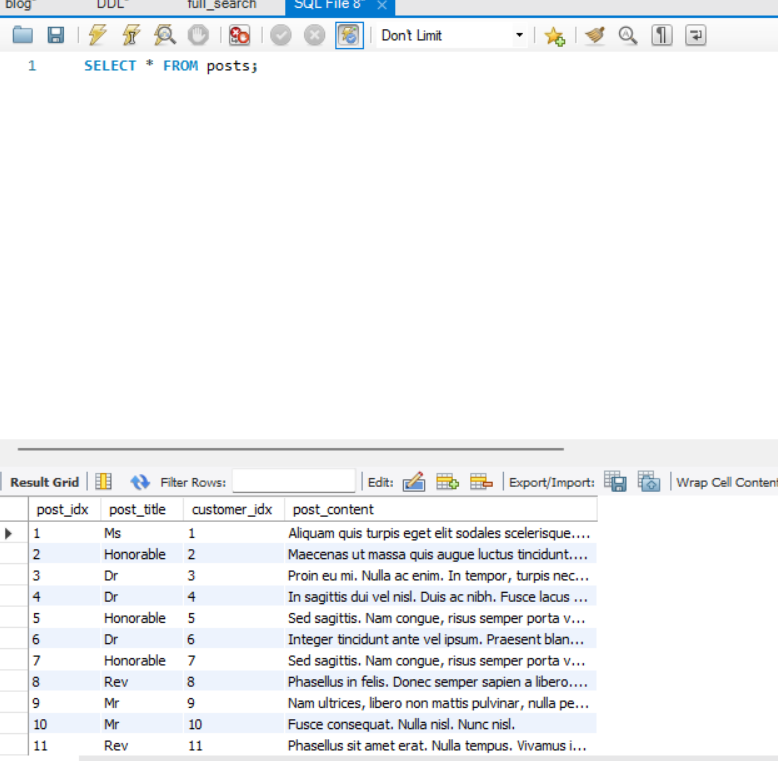 blog* DDL* full_search SQL File 8* ×
Don't Limit
1 SELECT * FROM posts;
Result Grid Filter Rows: Edit: Export/Import: Wrap Cell Content
post_idx post_title customer_idx post_content
1 Ms 1 Aliquam quis turpis eget elit sodales scelerisque....
2 Honorable 2 Maecenas ut massa quis augue luctus tincidunt....
3 Dr 3 Proin eu mi. Nulla ac enim. In tempor, turpis nec...
4 Dr 4 In sagittis dui vel nisl. Duis ac nibh. Fusce lacus ...
5 Honorable 5 Sed sagittis. Nam congue, risus semper porta v...
6 Dr 6 Integer tincidunt ante vel ipsum. Praesent blan...
7 Honorable 7 Sed sagittis. Nam congue, risus semper porta v...
8 Rev 8 Phasellus in felis. Donec semper sapien a libero....
9 Mr 9 Nam ultrices, libero non mattis pulvinar, nulla pe...
10 Mr 10 Fusce consequat. Nulla nisl. Nunc nisl.
11 Rev 11 Phasellus sit amet erat. Nulla tempus. Vivamus i...